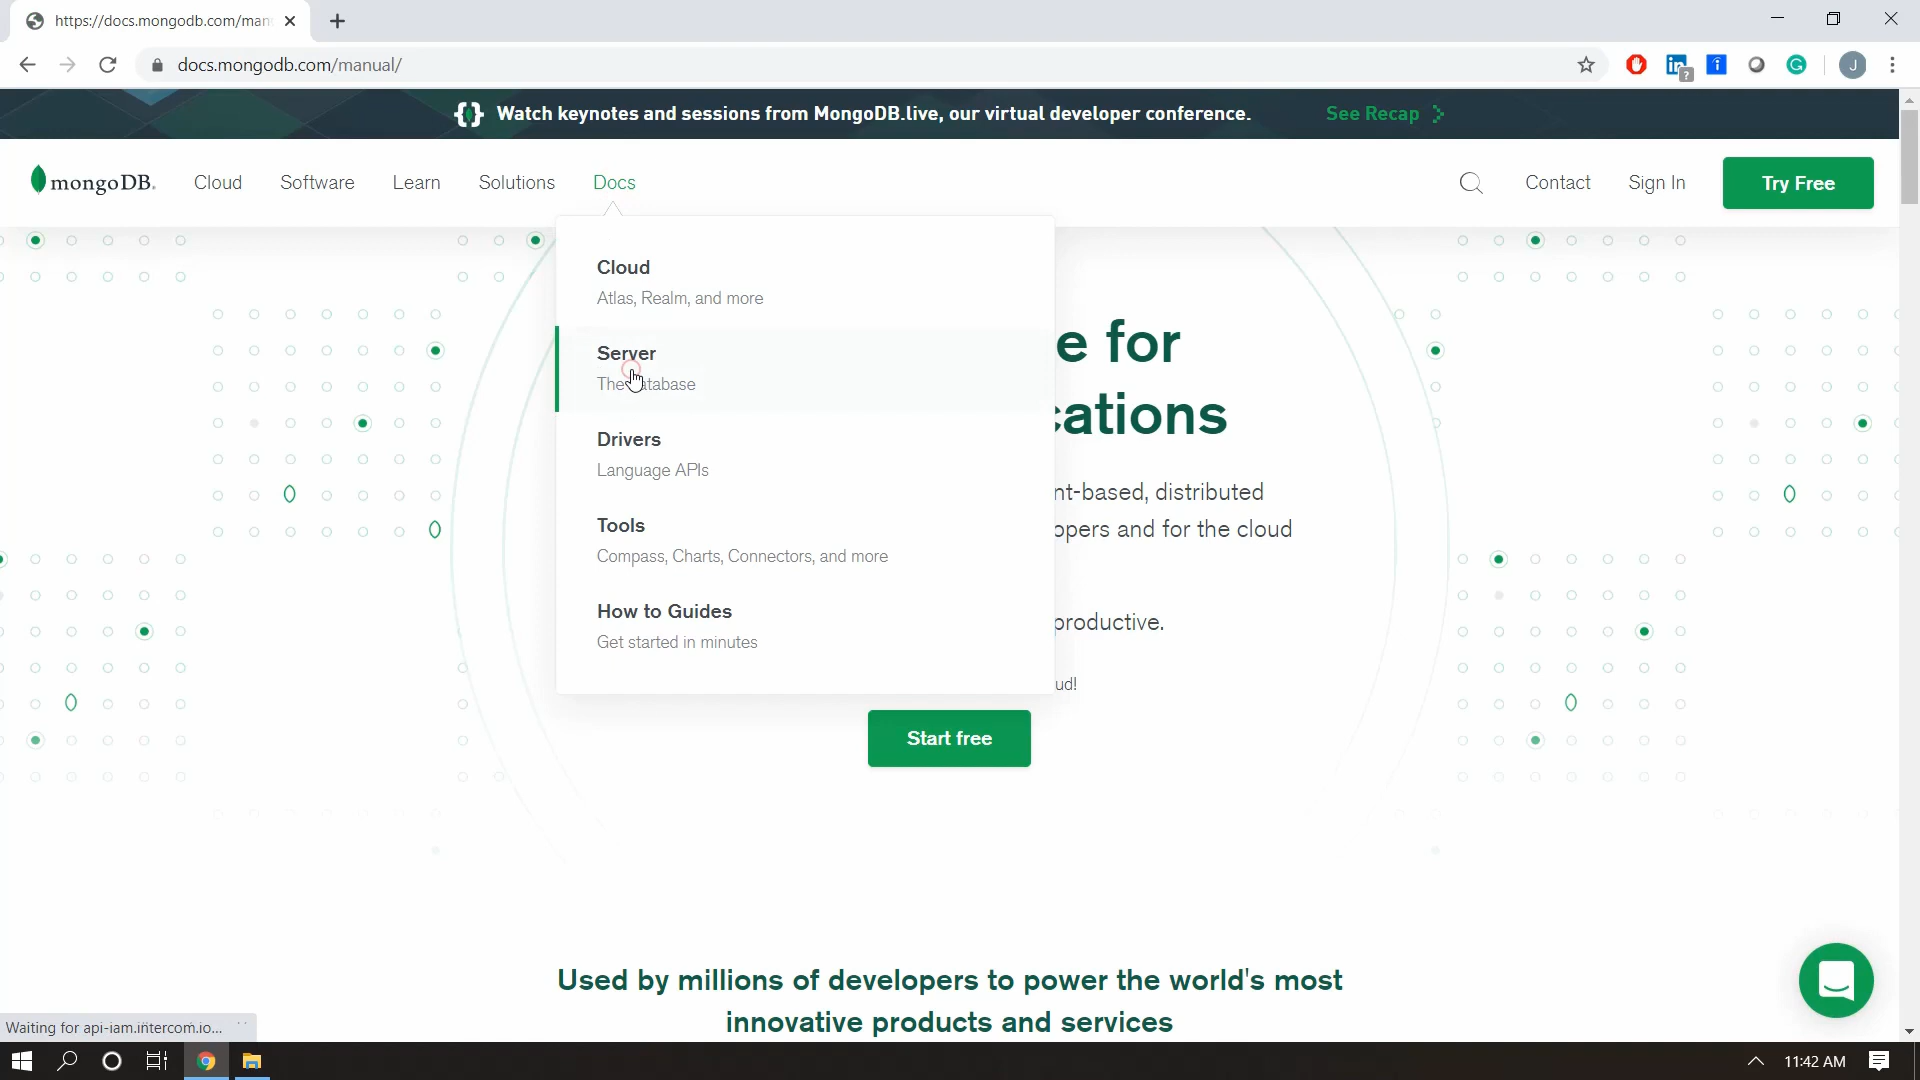 https://docs.mongodb.com/man
docs.mongodb.com/manual/
J
Watch keynotes and sessions from MongoDB.live, our virtual developer conference. See Recap
mongoDB. Cloud Software Learn Solutions Docs Contact Sign In Try Free
Cloud
Atlas, Realm, and more
Server
The atabase
Drivers
Language APIs
Tools
Compass, Charts, Connectors, and more
How to Guides
Get started in minutes
e for
cations
nt-based, distributed
opers and for the cloud
productive.
ud!
Start free
Used by millions of developers to power the world's most
innovative products and services
Waiting for api-iam.intercom.io...
11:42 AM